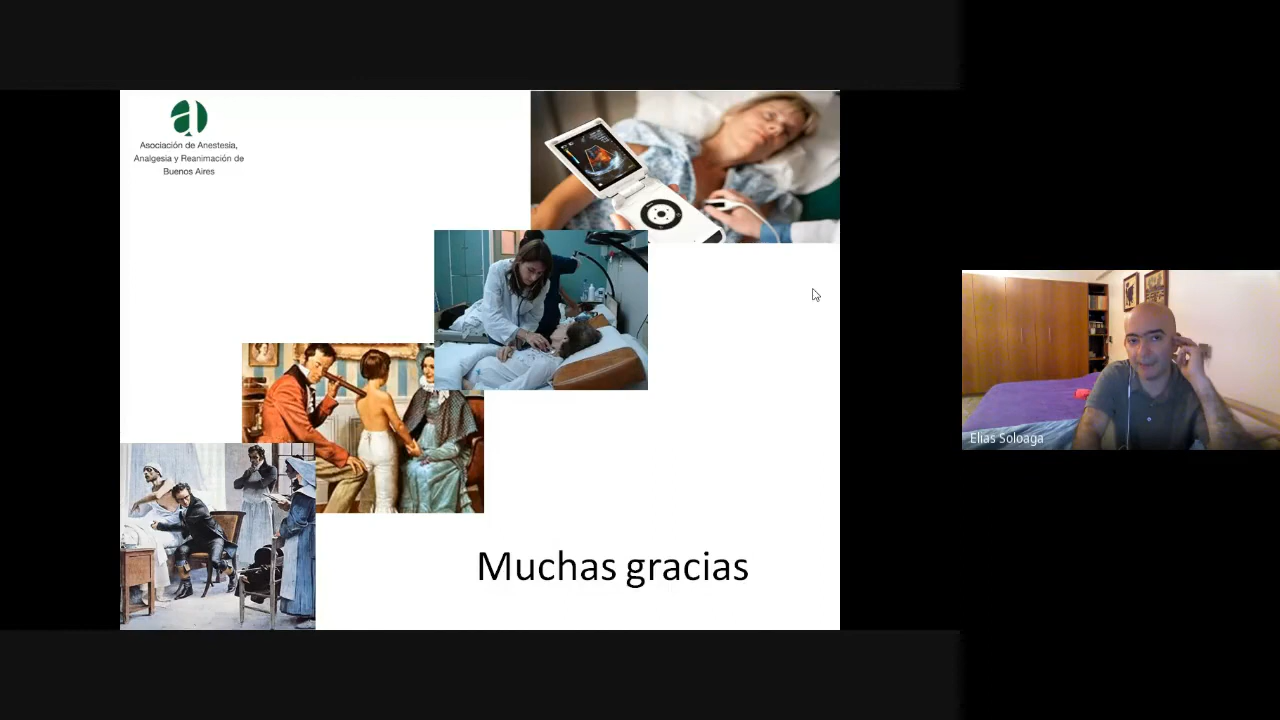 Asociación de Anestesia,
Analgesia y Reanimación de
Buenos Aires
Muchas gracias
Elias Soloaga